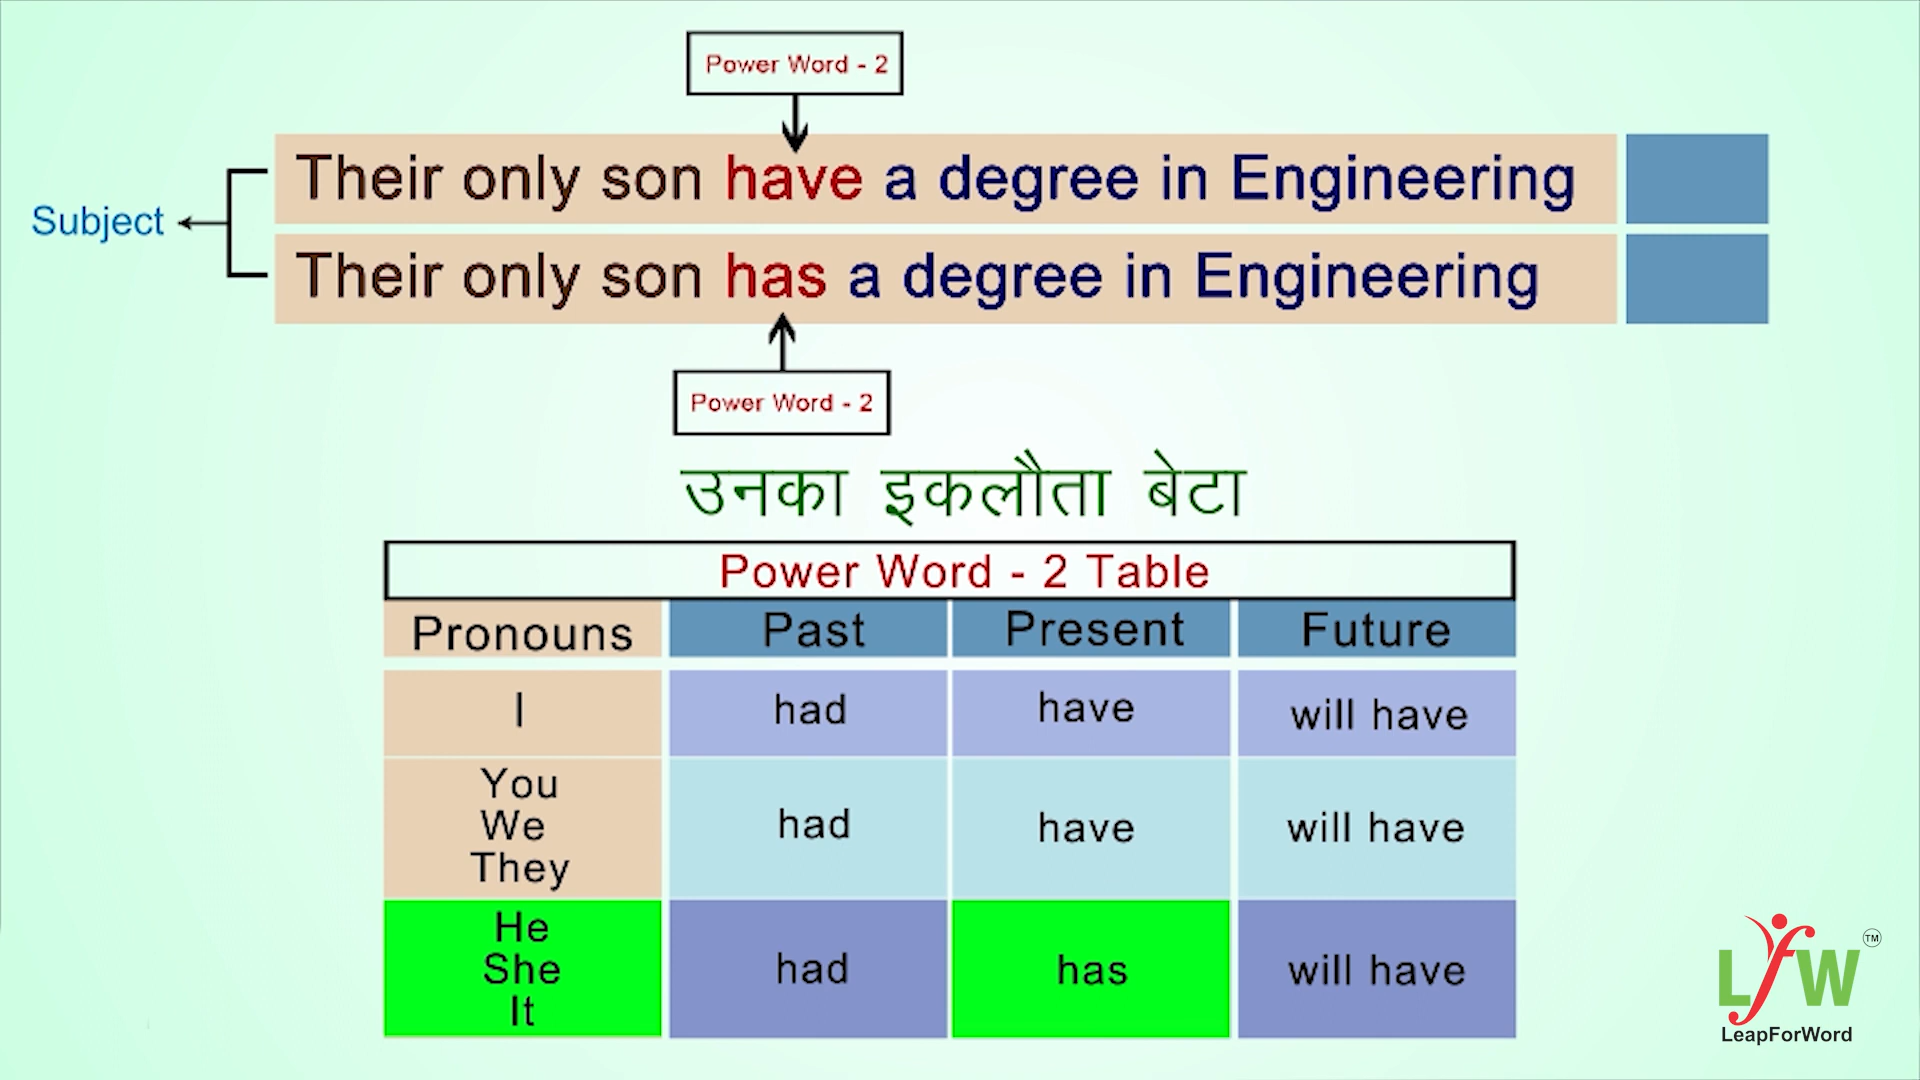 Power Word - 2
Their only son have a degree in Engineering
Subject
Their only son has a degree in Engineering
Power Word - 2
उनका इकलौता बेटा
Power Word - 2 Table
Pronouns Past Present Future
I had have will have
You
We had have will have
They
He
She had has will have
It
LfW TM
LeapForWord